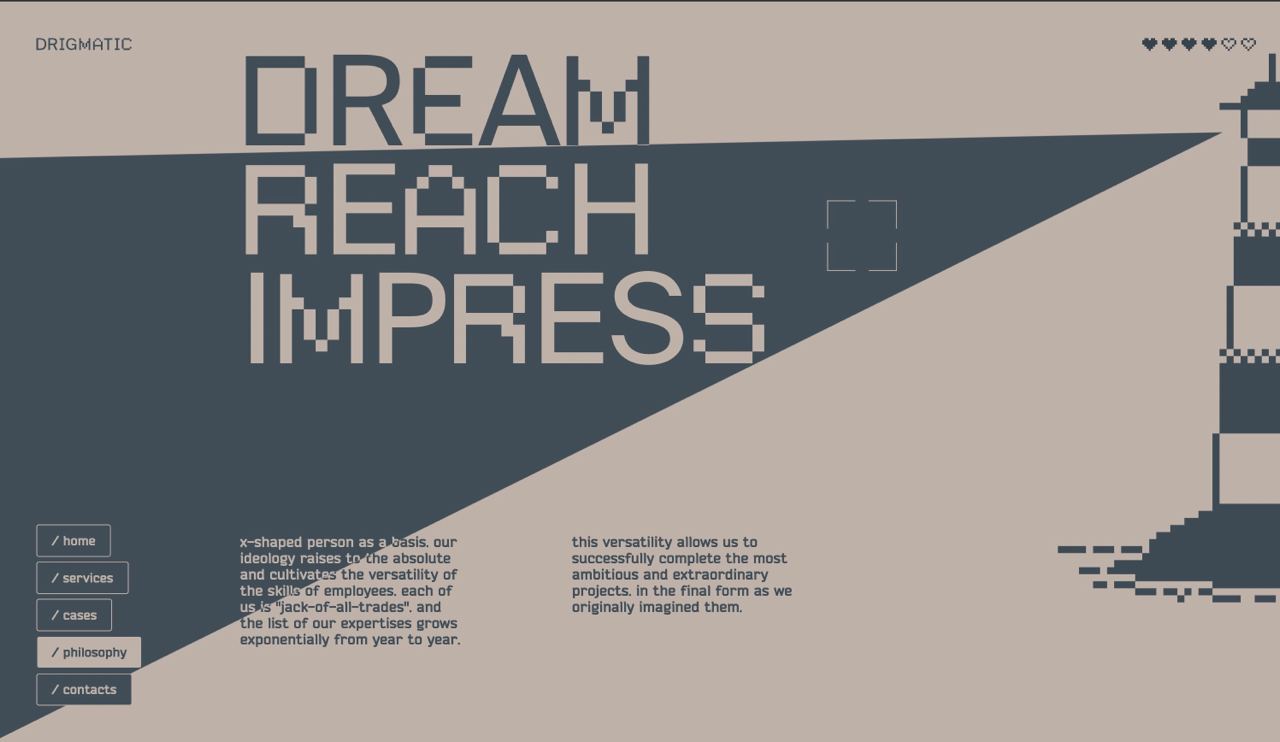 DRIGMATIC
DREAM
REACH
IMPRESS
/ home
/ services
/ cases
/ philosophy
/ contacts
x-shaped person as a basis. our
ideology raises to the absolute
and cultivates the versatility of
the skills of employees. each of
us is "jack-of-all-trades". and
the list of our expertises grows
exponentially from year to year.
this versatility allows us to
successfully complete the most
ambitious and extraordinary
projects. in the final form as we
originally imagined them.